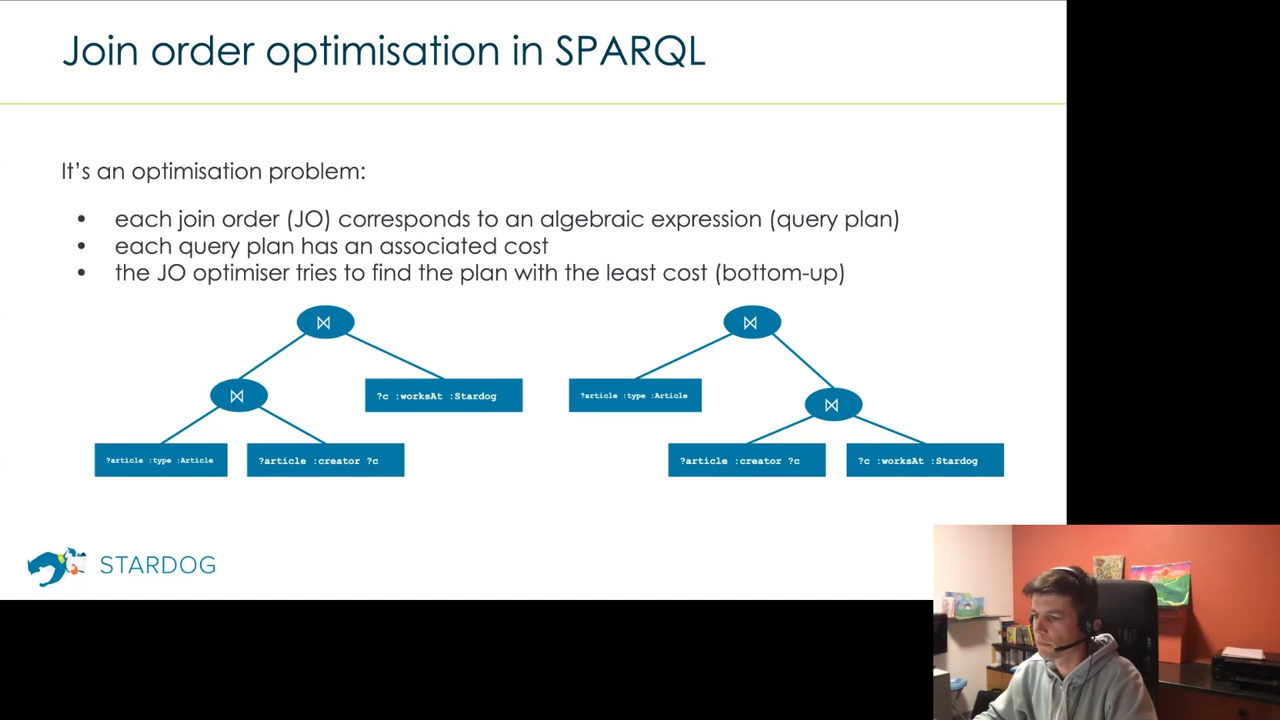 Join order optimisation in SPARQL
It's an optimisation problem:
• each join order (JO) corresponds to an algebraic expression (query plan)
• each query plan has an associated cost
• the JO optimiser tries to find the plan with the least cost (bottom-up)
⋈
⋈
⋈
?c :worksAt :Stardog
?article :type :Article
⋈
?article :type :Article
?article :creator ?c
?article :creator ?c
?c :worksAt :Stardog
STARDOG